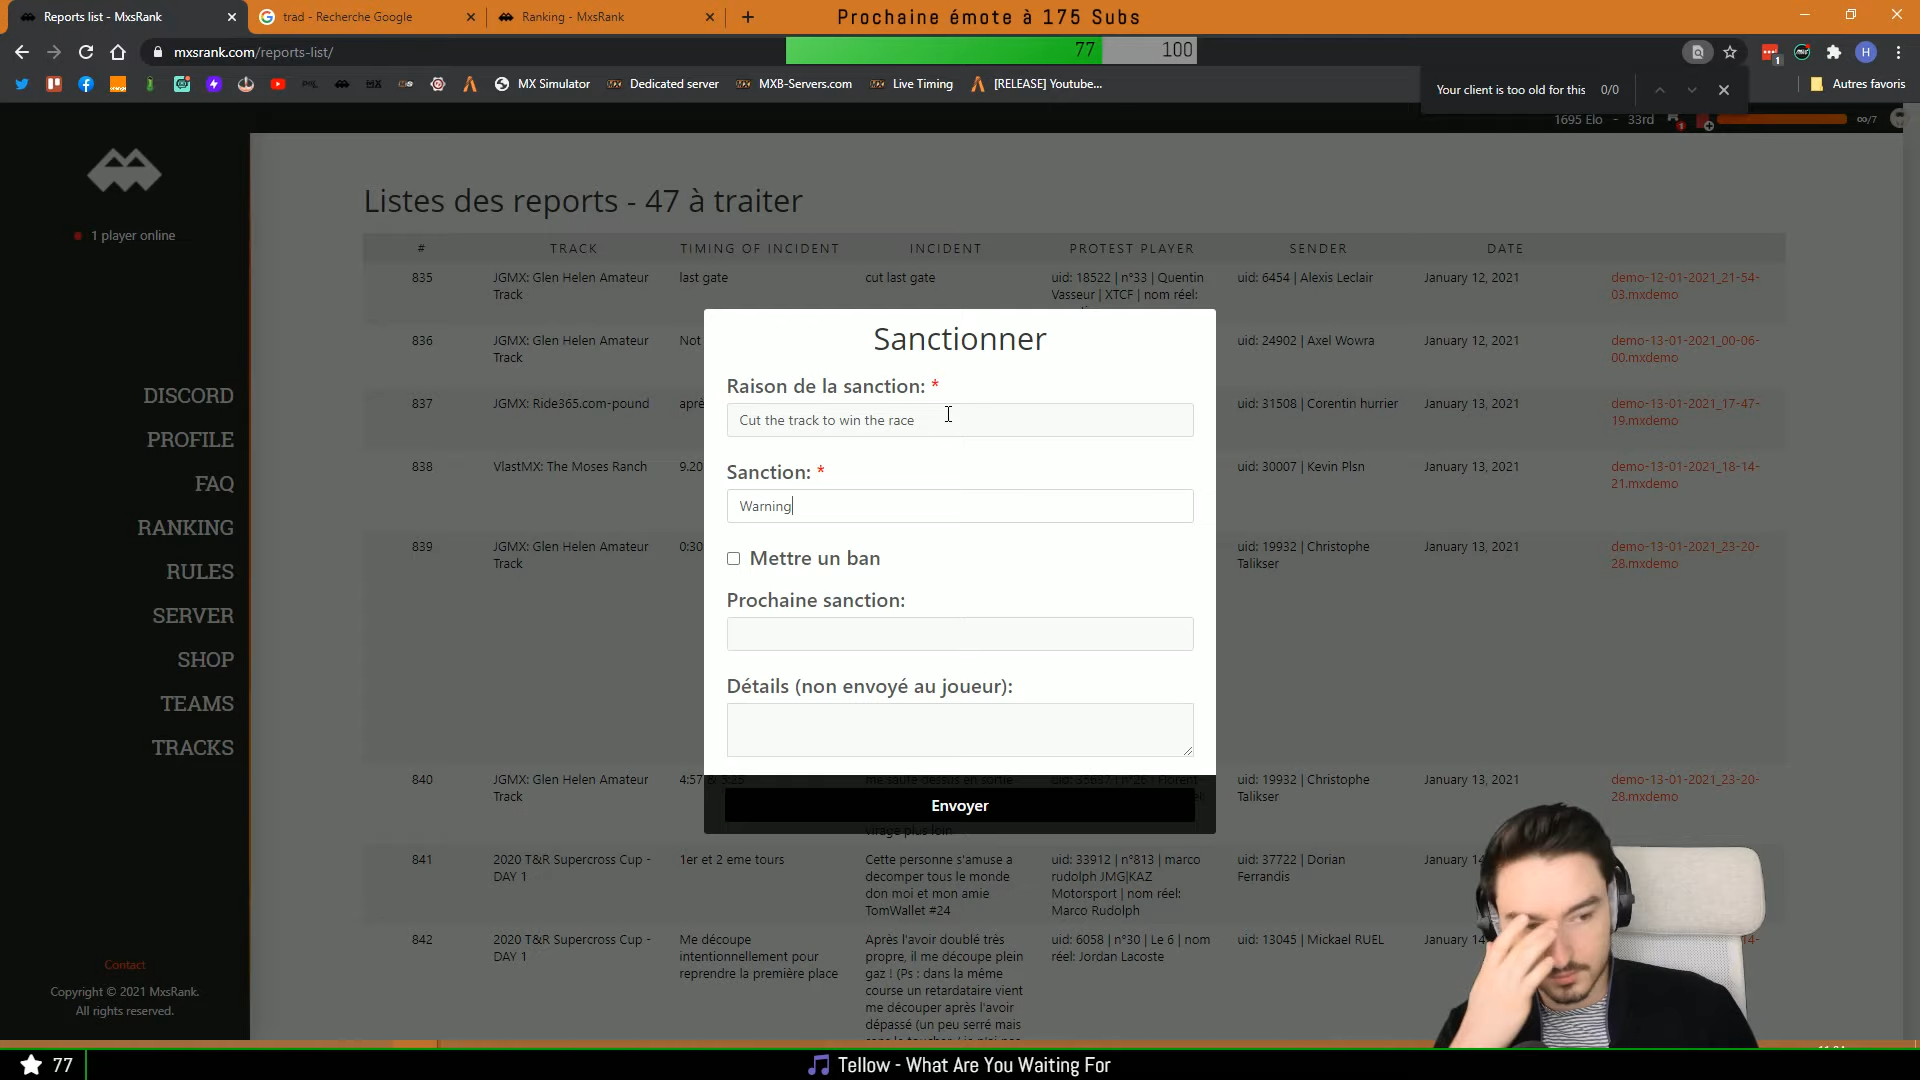 Reports list - MxsRank
trad - Recherche Google
Ranking - MxsRank
Prochaine émote à 175 Subs
mxsrank.com/reports-list/
77
100
MX Simulator
Dedicated server
MXB-Servers.com
Live Timing
[RELEASE] Youtube...
Your client is too old for this
0/0
Autres favoris
1695 Elo - 33rd
∞/7
1 player online
DISCORD
PROFILE
FAQ
RANKING
RULES
SERVER
SHOP
TEAMS
TRACKS
Contact
Copyright © 2021 MxsRank.
All rights reserved.
Listes des reports - 47 à traiter
# TRACK TIMING OF INCIDENT INCIDENT PROTEST PLAYER SENDER DATE
835 JGMX: Glen Helen Amateur last gate cut last gate uid: 18522 | n°33 | Quentin uid: 6454 | Alexis Leclair January 12, 2021 demo-12-01-2021_21-54-
Track Vasseur | XTCF | nom réel: 03.mxdemo
836 JGMX: Glen Helen Amateur Not uid: 24902 | Axel Wowra January 12, 2021 demo-13-01-2021_00-06-
Track 00.mxdemo
837 JGMX: Ride365.com-pound aprè uid: 31508 | Corentin hurrier January 13, 2021 demo-13-01-2021_17-47-
19.mxdemo
838 VlastMX: The Moses Ranch 9.20 uid: 30007 | Kevin Plsn January 13, 2021 demo-13-01-2021_18-14-
21.mxdemo
839 JGMX: Glen Helen Amateur 0:30 uid: 19932 | Christophe January 13, 2021 demo-13-01-2021_23-20-
Track Talikser 28.mxdemo
Sanctionner
Raison de la sanction: *
Cut the track to win the race
Sanction: *
Warning
Mettre un ban
Prochaine sanction:
Détails (non envoyé au joueur):
Envoyer
840 JGMX: Glen Helen Amateur 4:57 uid: 19932 | Christophe January 13, 2021 demo-13-01-2021_23-20-
Track Talikser 28.mxdemo
virage plus loin
841 2020 T&R Supercross Cup - 1er et 2 eme tours Cette personne s'amuse a uid: 33912 | n°813 | marco uid: 37722 | Dorian January 14
DAY 1 decomper tous le monde rudolph JMG|KAZ Ferrandis
don moi et mon amie Motorsport | nom réel:
TomWallet #24 Marco Rudolph
842 2020 T&R Supercross Cup - Me découpe Après l'avoir doublé très uid: 6058 | n°30 | Le 6 | nom uid: 13045 | Mickael RUEL January 14
DAY 1 intentionnellement pour propre, il me découpe plein réel: Jordan Lacoste
reprendre la première place gaz ! (Ps : dans la même
course un retardataire vient
me découper après l'avoir
dépassé (un peu serré mais
77
Tellow - What Are You Waiting For